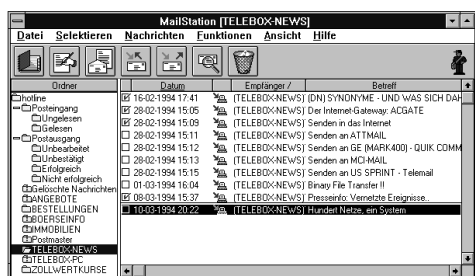 MailStation [TELEBOX-NEWS]
Datei Selektieren Nachrichten Funktionen Ansicht Hilfe
Ordner
hotline
Posteingang
Ungelesen
Gelesen
Postausgang
Unbearbeitet
Unbestätigt
Erfolgreich
Nicht erfolgreich
Gelöschte Nachrichten
ANGEBOTE
BESTELLUNGEN
BOERSEINFO
IMMOBILIEN
Postmaster
TELEBOX-NEWS
TELEBOX-PC
ZOLLWERTKURSE
Datum Empfänger / Betreff
16-02-1994 17:41 (TELEBOX-NEWS)' (DN) SYNONYME - UND WAS SICH DAH
28-02-1994 15:05 (TELEBOX-NEWS)' Der Internet-Gateway: ACGATE
28-02-1994 15:09 (TELEBOX-NEWS)' Senden in das Internet
28-02-1994 15:11 (TELEBOX-NEWS)' Senden an ATTMAIL
28-02-1994 15:12 (TELEBOX-NEWS)' Senden an GE (MARK400) - QUIK COMM
28-02-1994 15:13 (TELEBOX-NEWS)' Senden an MCI-MAIL
28-02-1994 15:15 (TELEBOX-NEWS)' Senden an US SPRINT - Telemail
01-03-1994 16:04 (TELEBOX-NEWS)' Binary File Transfer !!
08-03-1994 15:37 (TELEBOX-NEWS)' Presseinfo: Vernetzte Ereignisse..
10-03-1994 20:22 (TELEBOX-NEWS)' Hundert Netze, ein System